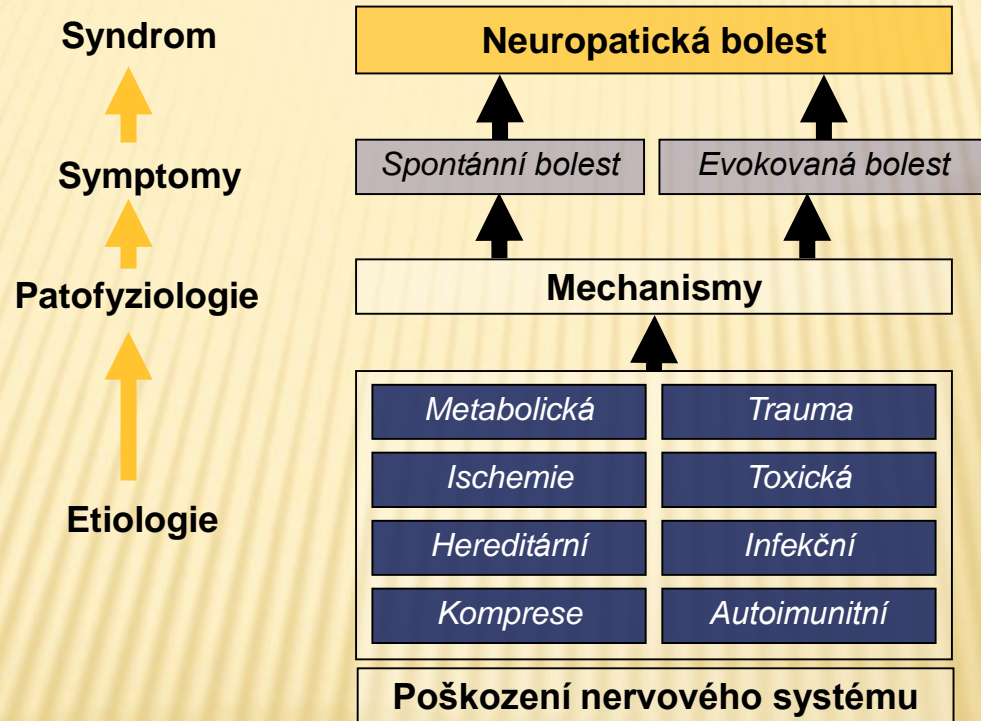 Syndrom
Neuropatická bolest
Symptomy
Spontánní bolest
Evokovaná bolest
Patofyziologie
Mechanismy
Etiologie
Metabolická
Trauma
Ischemie
Toxická
Hereditární
Infekční
Komprese
Autoimunitní
Poškození nervového systému